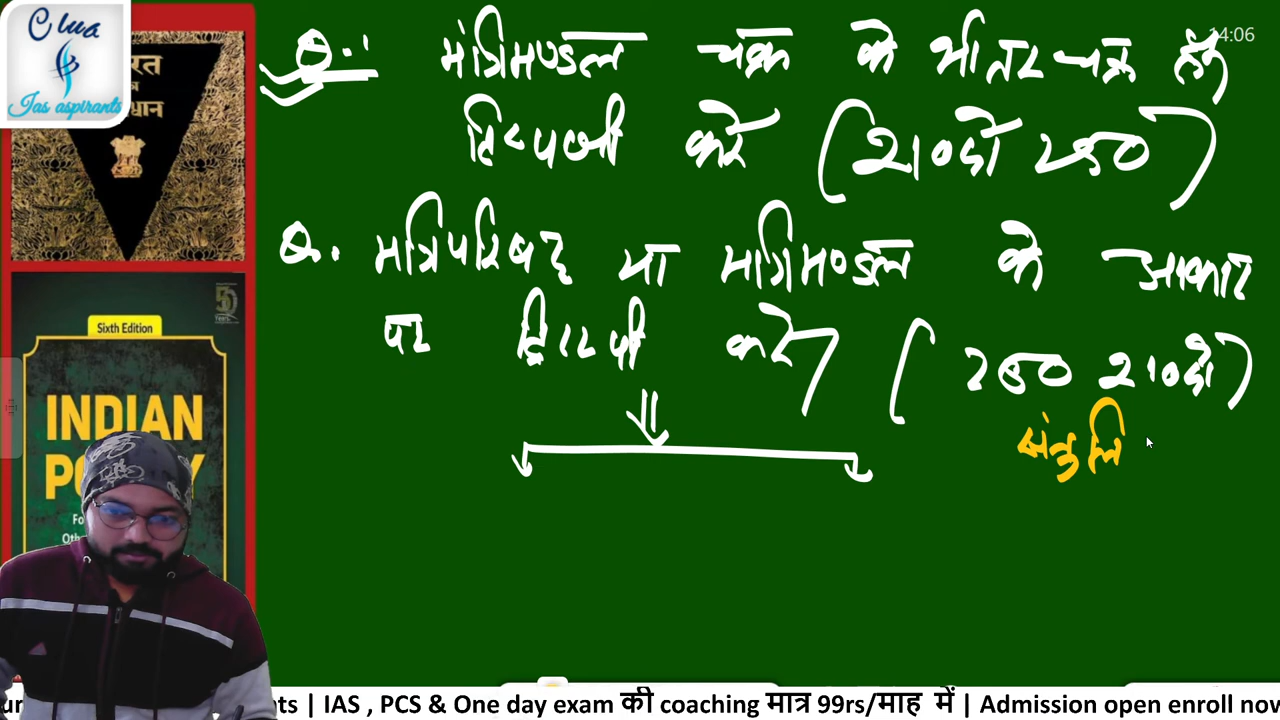 Clua
Ias aspirants
14:06
Q.: मंत्रिमण्डल चक्र के भीतर चक्र है,
टिप्पणी करें (शब्दों 250)
Q. मंत्रिपरिषद् या मंत्रिमण्डल के आकार
पर टिप्पणी करें (250 शब्दों)
संतुलि
Sixth Edition
INDIAN
ts | IAS , PCS & One day exam की coaching मात्र 99rs/माह में | Admission open enroll now